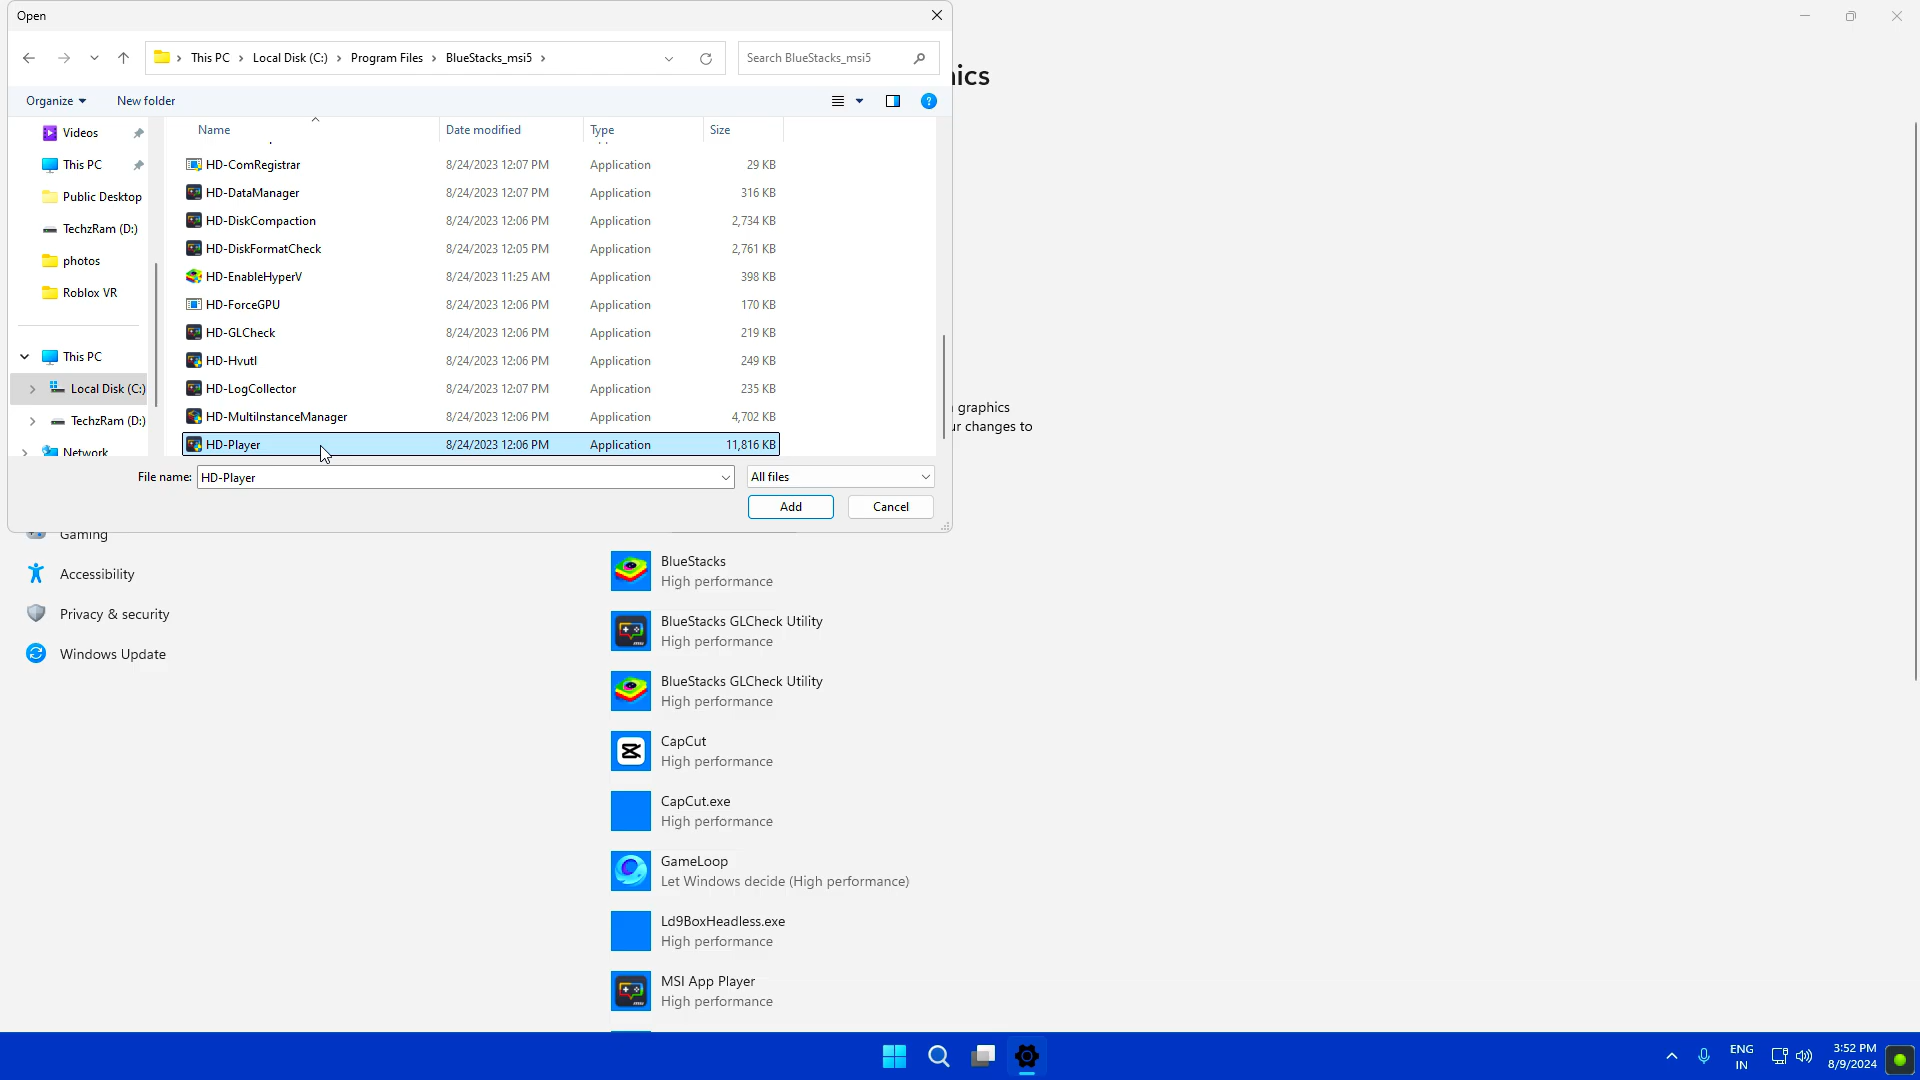 Open
This PC
Local Disk (C:)
Program Files
BlueStacks_msi5
Search BlueStacks_msi5
Organize
New folder
Name
Date modified
Type
Size
Videos
This PC
Public Desktop
TechzRam (D:)
photos
Roblox VR
This PC
Local Disk (C:)
TechzRam (D:)
Network
HD-ComRegistrar 8/24/2023 12:07 PM Application 29 KB
HD-DataManager 8/24/2023 12:07 PM Application 316 KB
HD-DiskCompaction 8/24/2023 12:06 PM Application 2,734 KB
HD-DiskFormatCheck 8/24/2023 12:05 PM Application 2,761 KB
HD-EnableHyperV 8/24/2023 11:25 AM Application 398 KB
HD-ForceGPU 8/24/2023 12:06 PM Application 170 KB
HD-GLCheck 8/24/2023 12:06 PM Application 219 KB
HD-Hvutl 8/24/2023 12:06 PM Application 249 KB
HD-LogCollector 8/24/2023 12:07 PM Application 235 KB
HD-MultiInstanceManager 8/24/2023 12:06 PM Application 4,702 KB
HD-Player 8/24/2023 12:06 PM Application 11,816 KB
File name: HD-Player
All files
Add
Cancel
ics
graphics
ur changes to
Gaming
Accessibility
Privacy & security
Windows Update
BlueStacks
High performance
BlueStacks GLCheck Utility
High performance
BlueStacks GLCheck Utility
High performance
CapCut
High performance
CapCut.exe
High performance
GameLoop
Let Windows decide (High performance)
Ld9BoxHeadless.exe
High performance
MSI App Player
High performance
ENG
IN
3:52 PM
8/9/2024